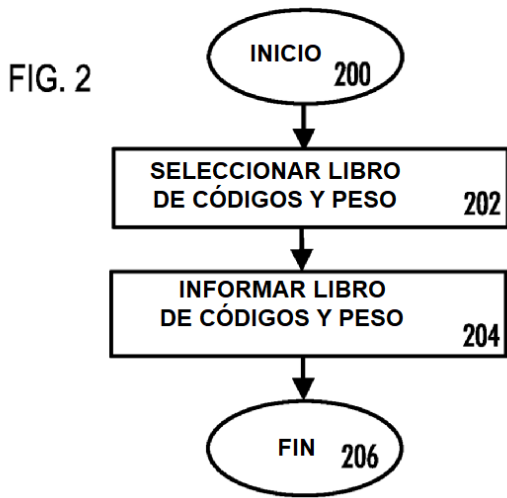 FIG. 2
INICIO 200
SELECCIONAR LIBRO
DE CÓDIGOS Y PESO 202
INFORMAR LIBRO
DE CÓDIGOS Y PESO
204
FIN 206